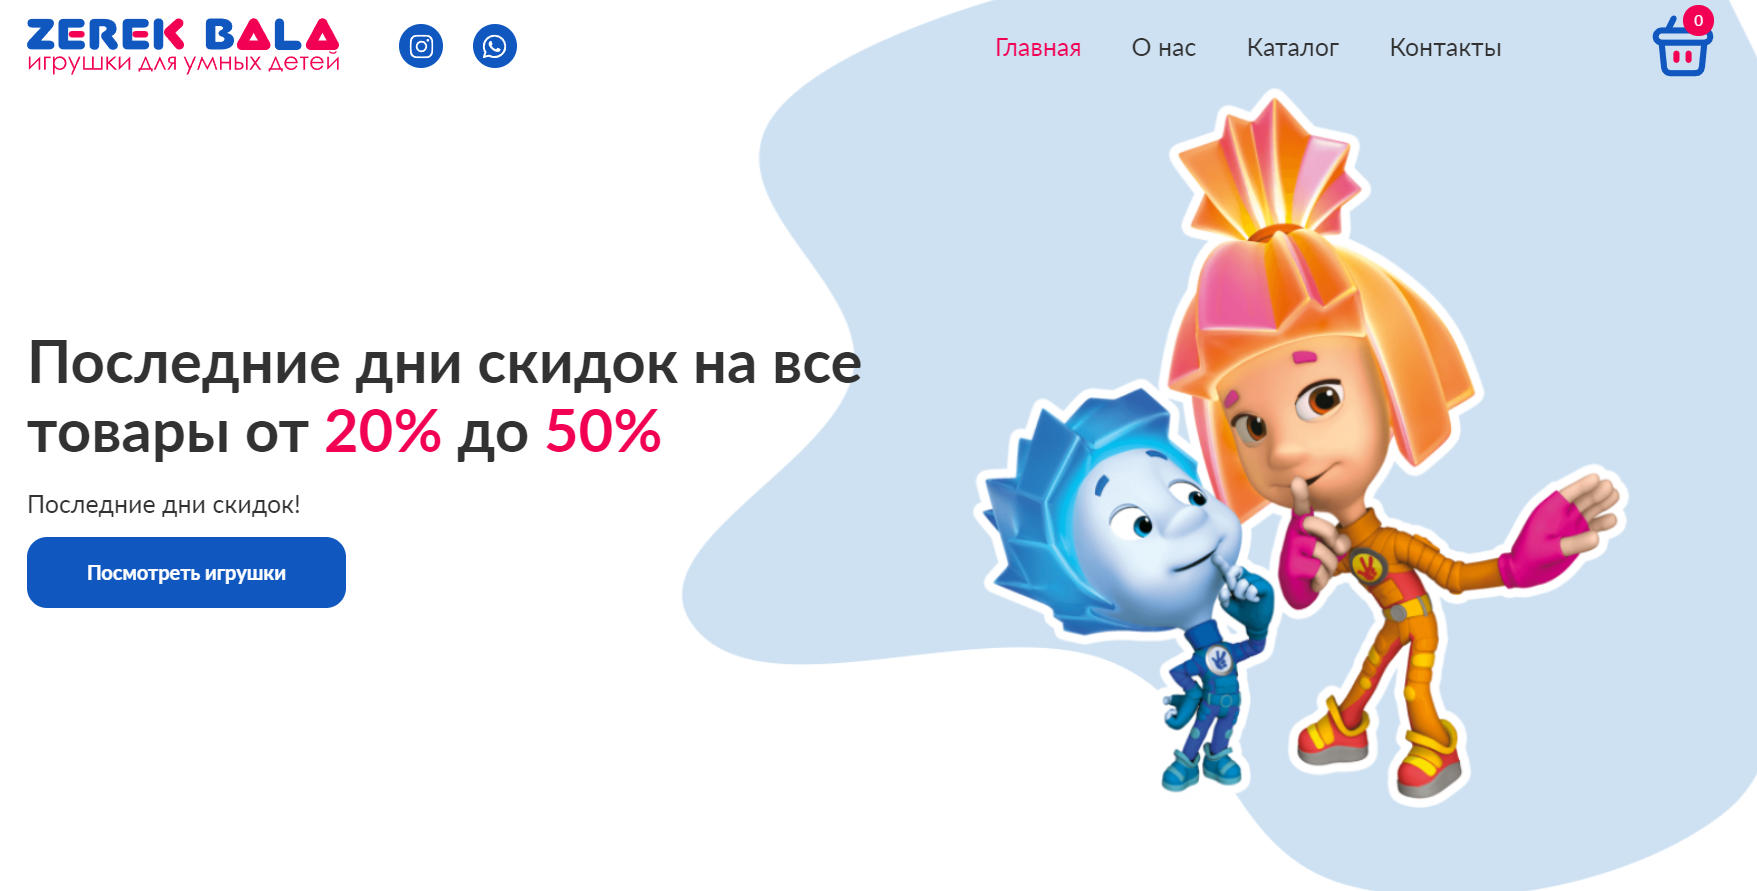 ZEREK BALA
игрушки для умных детей
Главная
О нас
Каталог
Контакты
0
Последние дни скидок на все
товары от 20% до 50%
Последние дни скидок!
Посмотреть игрушки